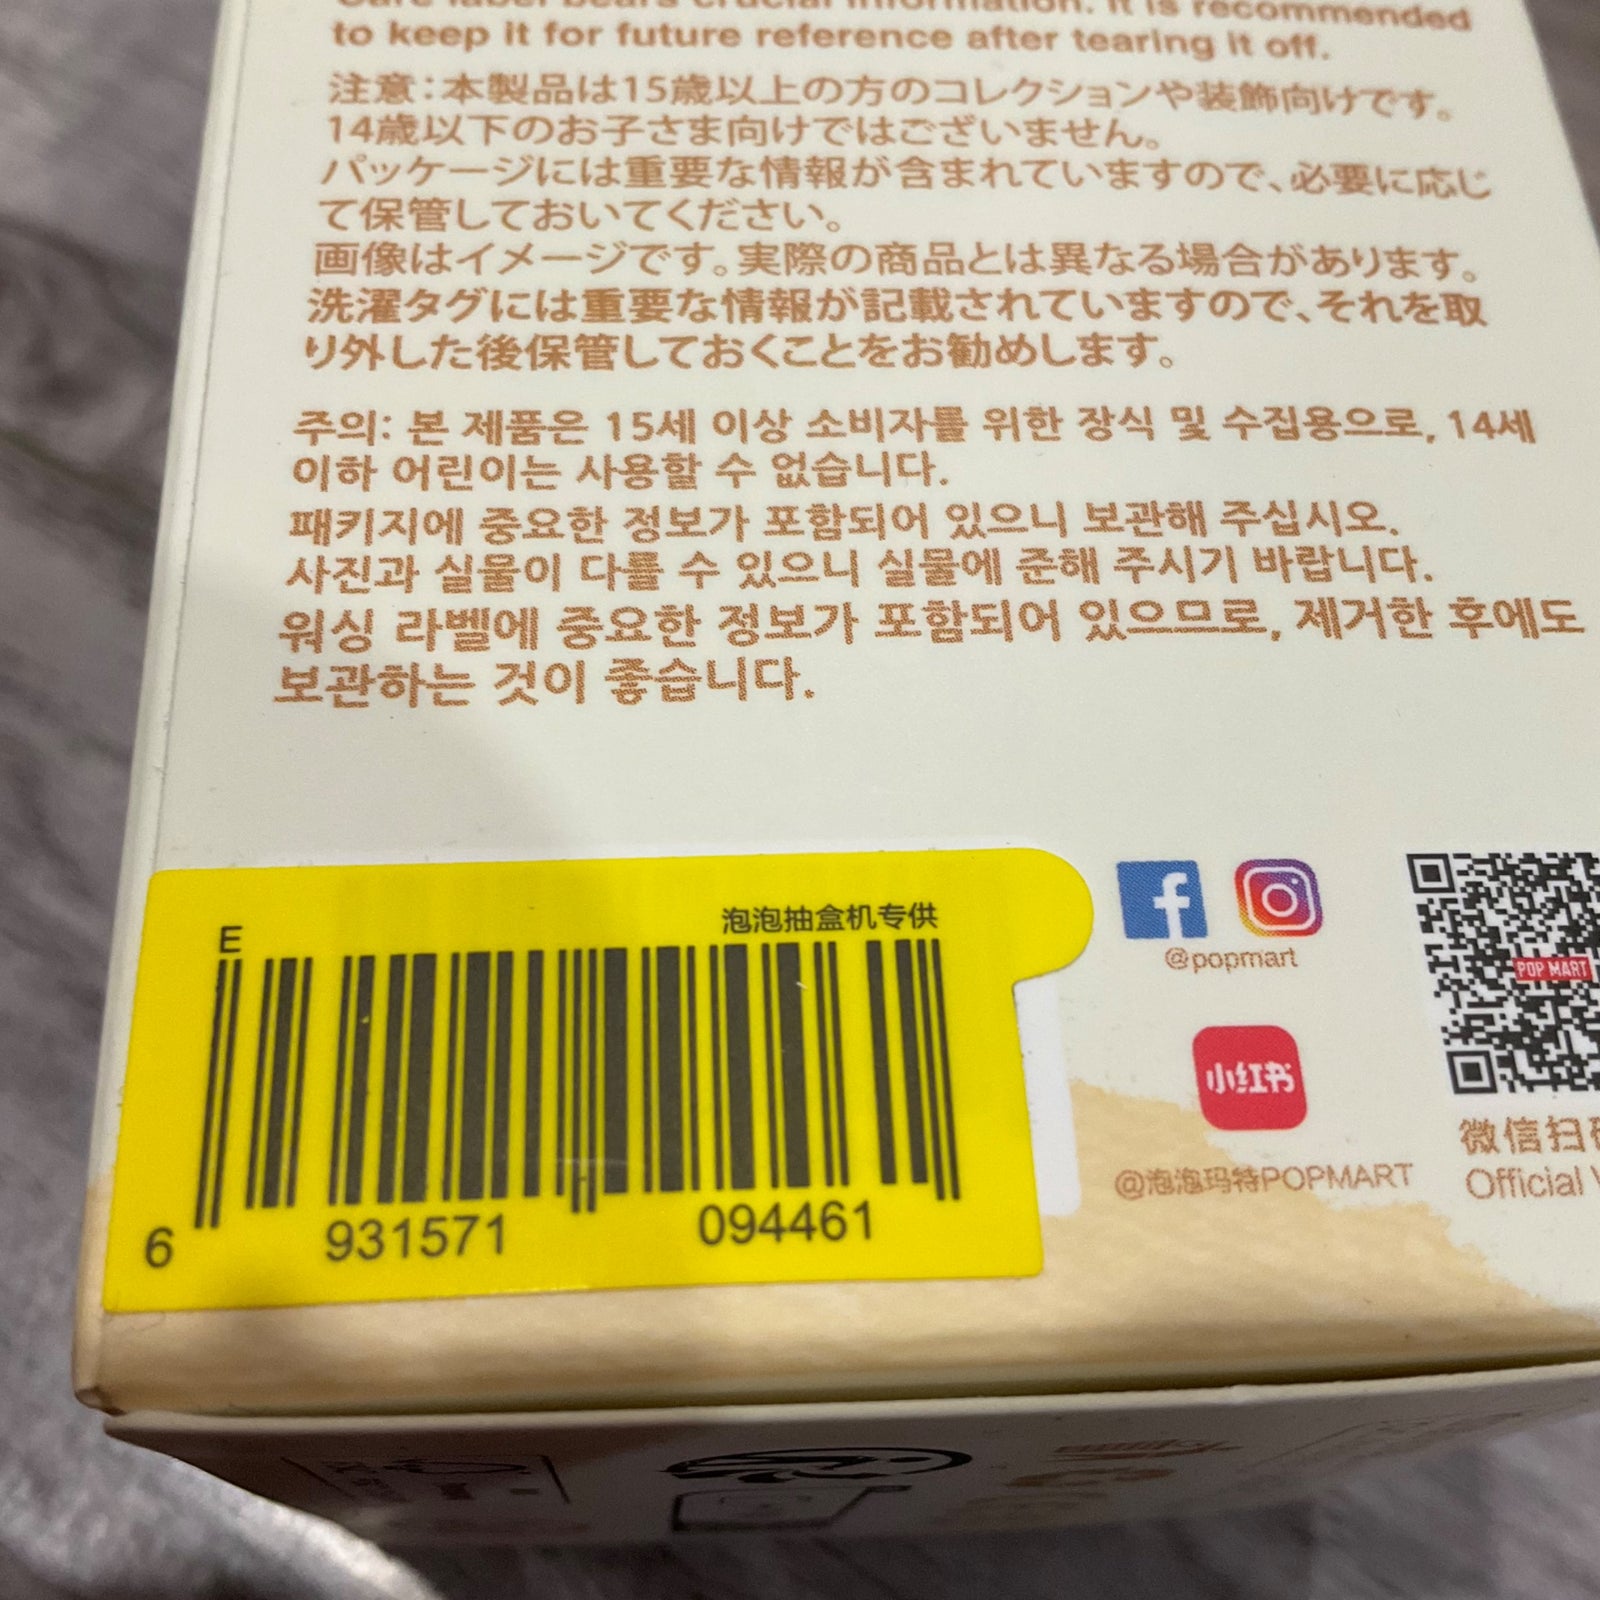 Care label bears crucial information. It is recommended
to keep it for future reference after tearing it off.
注意：本製品は15歳以上の方のコレクションや装飾向けです。
14歳以下のお子さま向けではございません。
パッケージには重要な情報が含まれていますので、必要に応じ
て保管しておいてください。
画像はイメージです。実際の商品とは異なる場合があります。
洗濯タグには重要な情報が記載されていますので、それを取
り外した後保管しておくことをお勧めします。
주의: 본 제품은 15세 이상 소비자를 위한 장식 및 수집용으로, 14세
이하 어린이는 사용할 수 없습니다.
패키지에 중요한 정보가 포함되어 있으니 보관해 주십시오.
사진과 실물이 다를 수 있으니 실물에 준해 주시기 바랍니다.
워싱 라벨에 중요한 정보가 포함되어 있으므로, 제거한 후에도
보관하는 것이 좋습니다.
E
泡泡抽盒机专供
6 931571 094461
@popmart
POP MART
小红书
@泡泡玛特POPMART
微信扫
Official